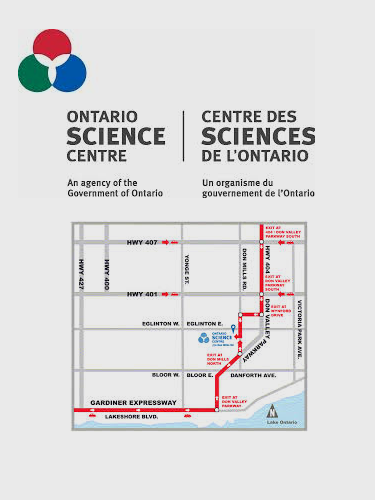 ONTARIO
SCIENCE
CENTRE
CENTRE DES
SCIENCES
DE L'ONTARIO
An agency of the
Government of Ontario
Un organisme du
gouvernement de l'Ontario
EXIT AT
404 / DON VALLEY
PARKWAY SOUTH
HWY 407
HWY 427
HWY 400
YONGE ST.
DON MILLS RD.
HWY 404
EXIT AT
DON VALLEY
PARKWAY
SOUTH
HWY 401
EXIT AT
WYNFORD
DRIVE
VICTORIA PARK AVE.
DON VALLEY PARKWAY
EGLINTON W.
EGLINTON E.
ONTARIO
SCIENCE
CENTRE
EXIT AT
DON MILLS
NORTH
BLOOR W.
BLOOR E.
DANFORTH AVE.
EXIT AT
DON VALLEY
PARKWAY
GARDINER EXPRESSWAY
LAKESHORE BLVD.
N
Lake Ontario